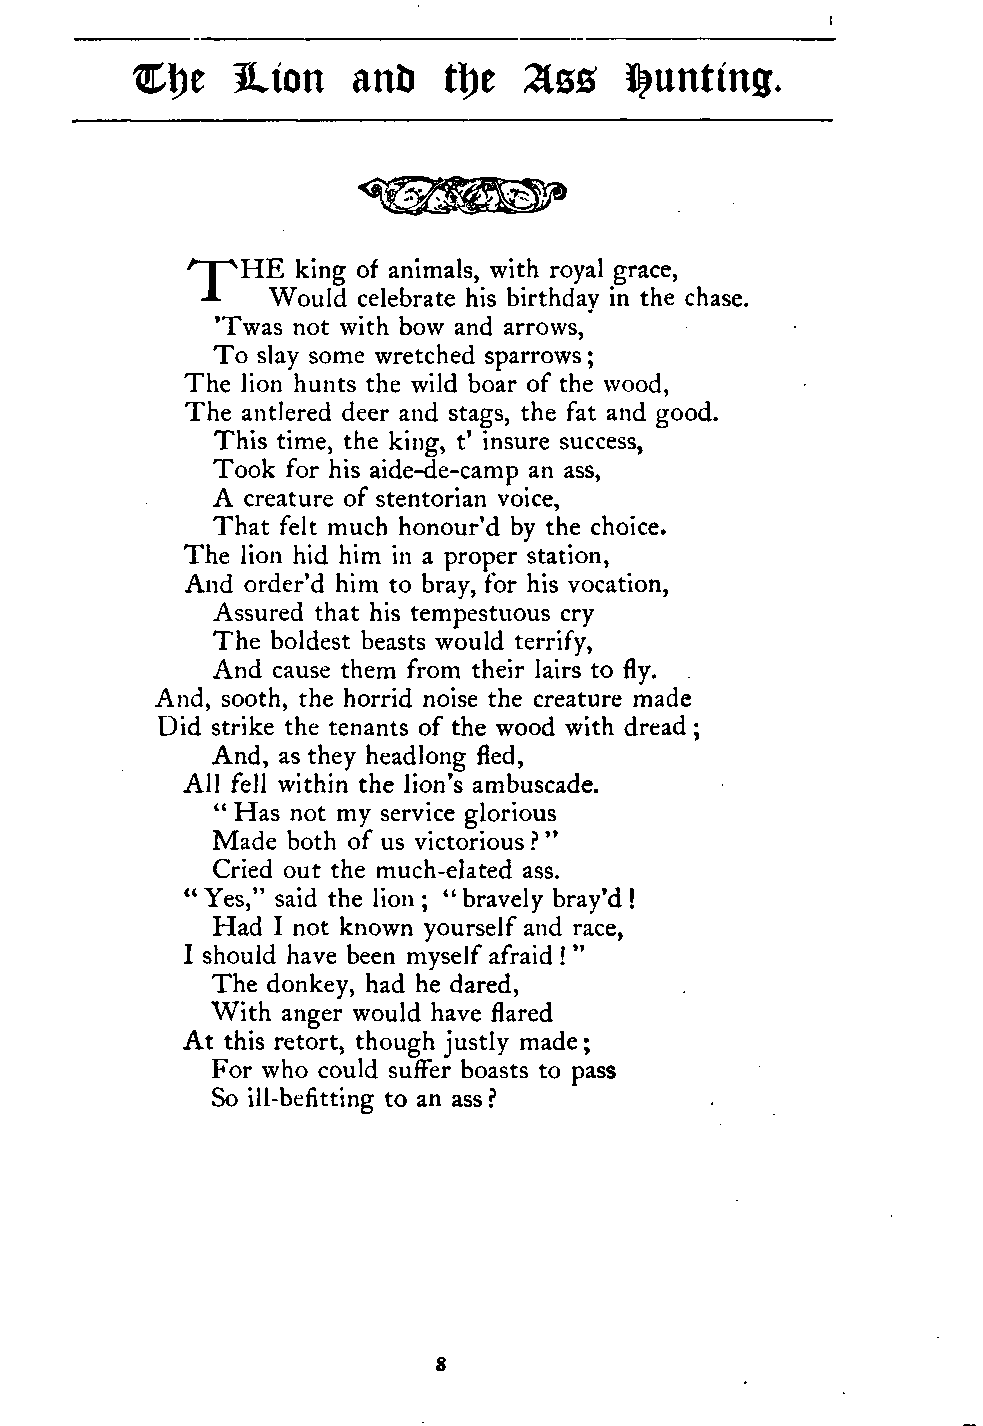 The Lion and the Ass Hunting.
THE king of animals, with royal grace,
Would celebrate his birthday in the chase.
'Twas not with bow and arrows,
To slay some wretched sparrows;
The lion hunts the wild boar of the wood,
The antlered deer and stags, the fat and good.
This time, the king, t' insure success,
Took for his aide-de-camp an ass,
A creature of stentorian voice,
That felt much honour'd by the choice.
The lion hid him in a proper station,
And order'd him to bray, for his vocation,
Assured that his tempestuous cry
The boldest beasts would terrify,
And cause them from their lairs to fly.
And, sooth, the horrid noise the creature made
Did strike the tenants of the wood with dread;
And, as they headlong fled,
All fell within the lion's ambuscade.
"Has not my service glorious
Made both of us victorious?"
Cried out the much-elated ass.
"Yes," said the lion; "bravely bray'd!
Had I not known yourself and race,
I should have been myself afraid!"
The donkey, had he dared,
With anger would have flared
At this retort, though justly made;
For who could suffer boasts to pass
So ill-befitting to an ass?
8